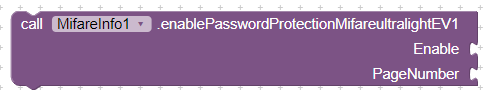 call MifareInfo1 .enablePasswordProtectionMifareultralightEV1
Enable
PageNumber